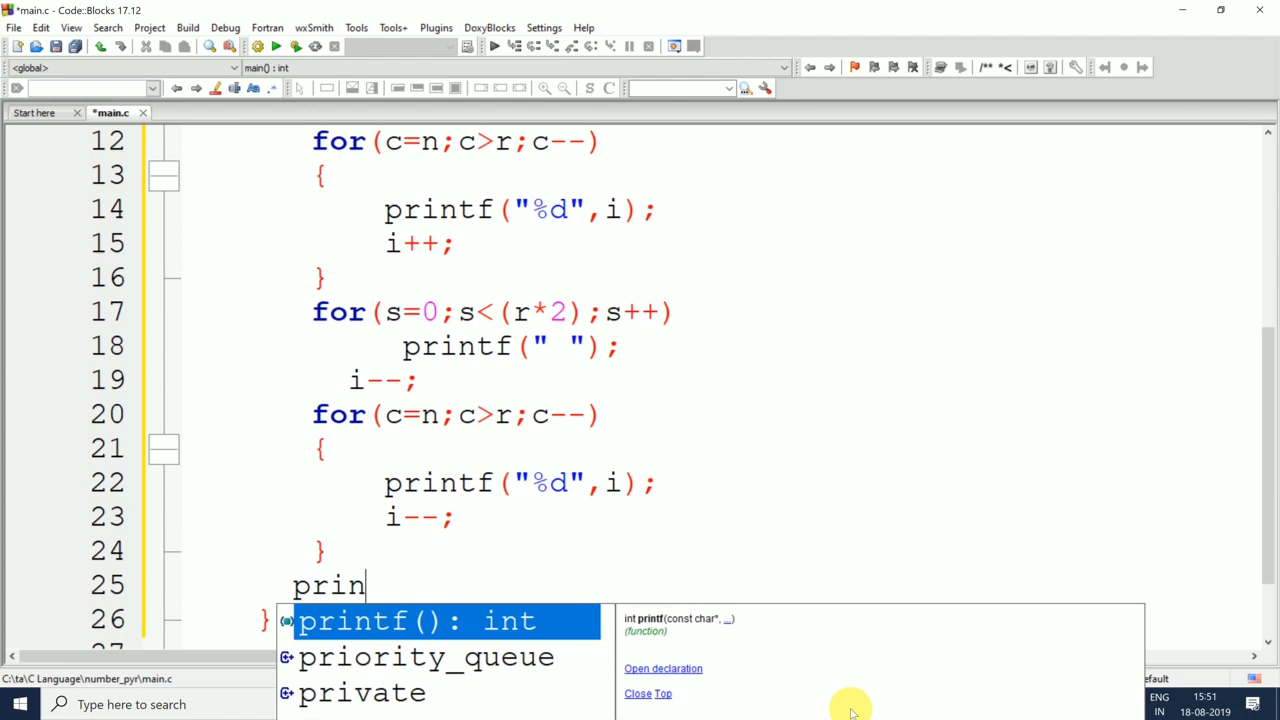 *main.c - Code::Blocks 17.12
File Edit View Search Project Build Debug Fortran wxSmith Tools Tools+ Plugins DoxyBlocks Settings Help
<global> main() : int
/** *<
S C
Start here *main.c
12 for(c=n;c>r;c--)
13 {
14 printf("%d",i);
15 i++;
16 }
17 for(s=0;s<(r*2);s++)
18 printf(" ");
19 i--;
20 for(c=n;c>r;c--)
21 {
22 printf("%d",i);
23 i--;
24 }
25 prin
26 }
printf(): int
priority_queue
private
int printf(const char*, ...)
(function)
Open declaration
Close Top
C:\ta\C Language\number_pyr\main.c efault
Type here to search
ENG
IN
15:51
18-08-2019